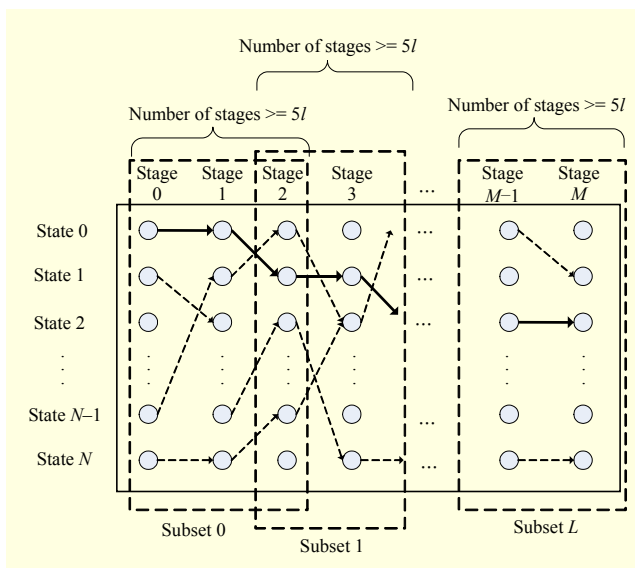 Number of stages >= 5l
Number of stages >= 5l
Number of stages >= 5l
Stage 0
Stage 1
Stage 2
Stage 3
...
Stage M–1
Stage M
State 0
...
State 1
State 2
...
State N–1
...
State N
...
Subset 0
Subset 1
Subset L